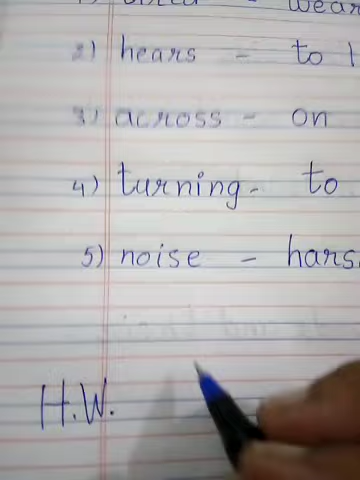 2) hears - to
3) across - on
4) turning - to
5) noise - hars
H.W.